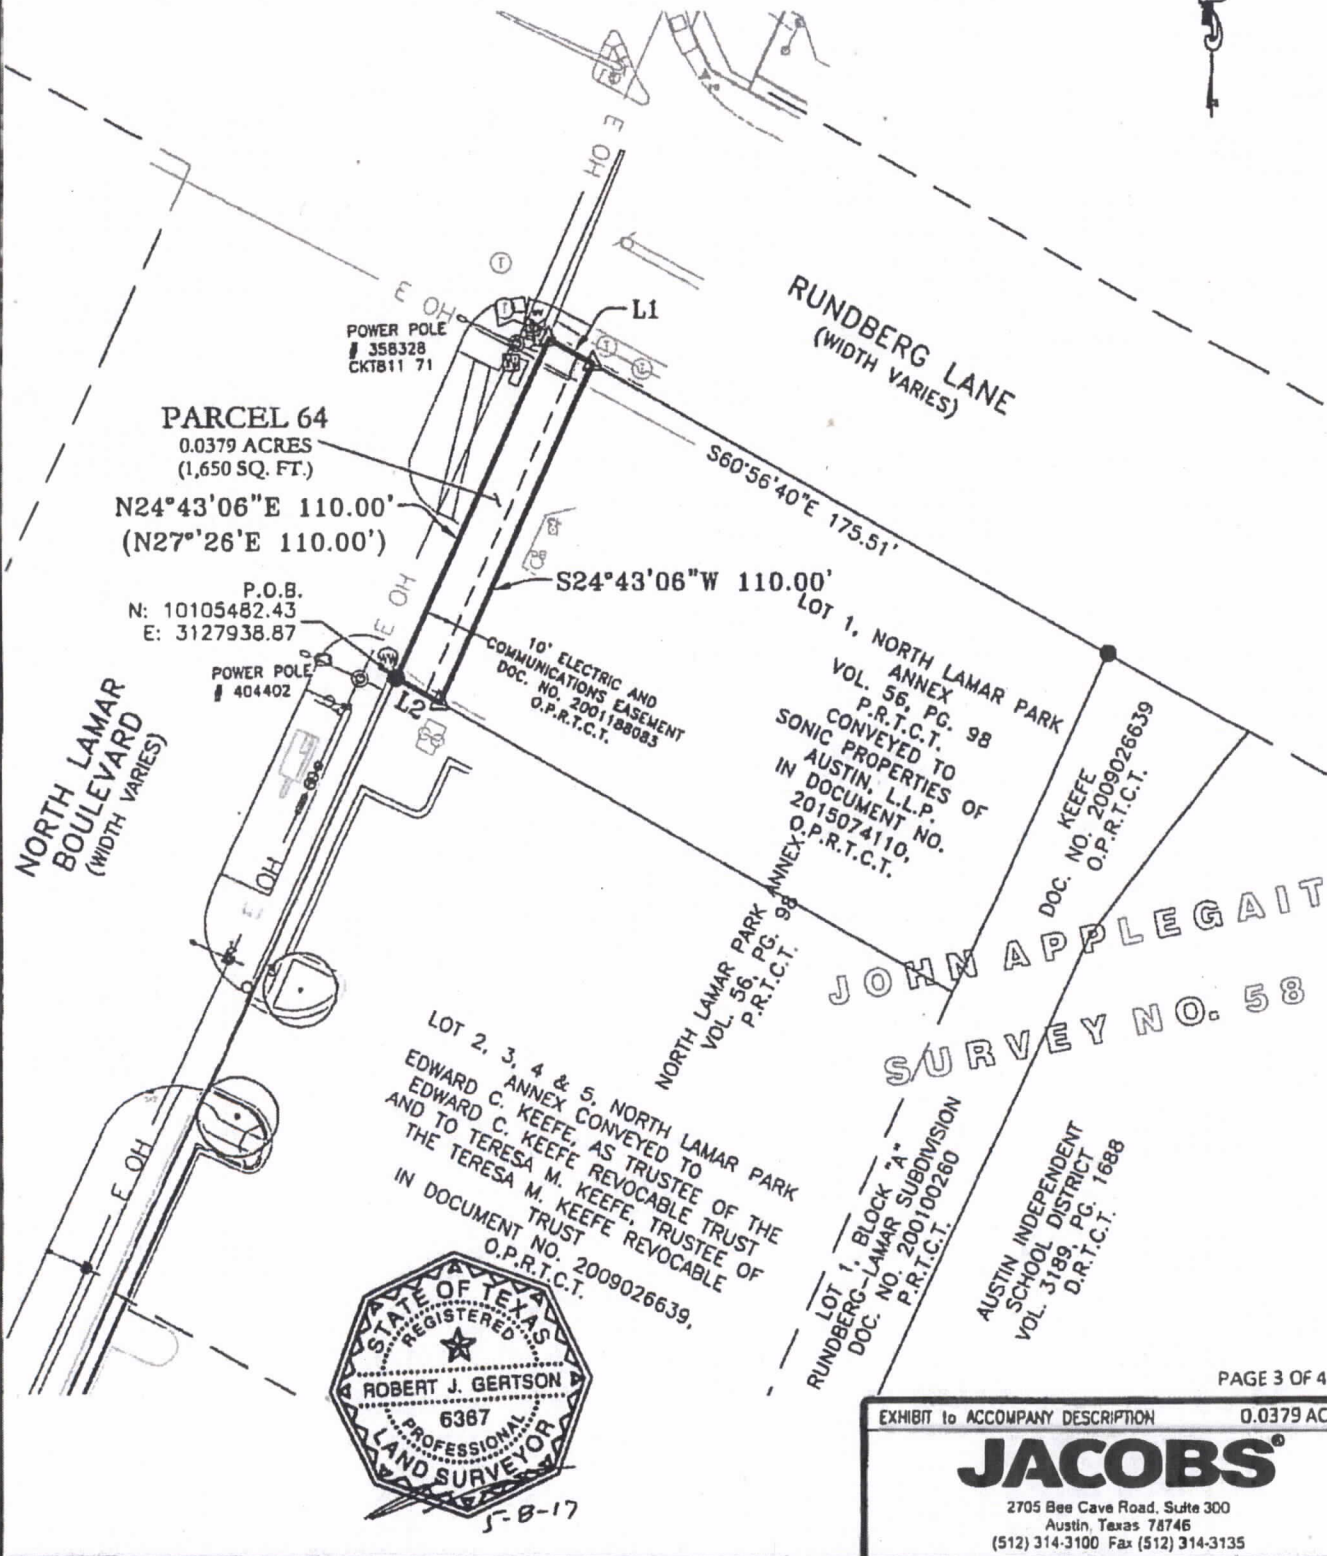 E OH
E OH
L1
RUNDBERG LANE
(WIDTH VARIES)
POWER POLE
# 358328
CKT811 71
PARCEL 64
0.0379 ACRES
(1,650 SQ. FT.)
N24°43'06"E 110.00'
(N27°'26'E 110.00')
S60°56'40"E 175.51'
S24°43'06"W 110.00'
P.O.B.
N: 10105482.43
E: 3127938.87
E OH
POWER POLE
# 404402
L2
10' ELECTRIC AND
COMMUNICATIONS EASEMENT
DOC. NO. 2001188083
O.P.R.T.C.T.
LOT 1, NORTH LAMAR PARK
ANNEX
VOL. 56, PG. 98
P.R.T.C.T.
CONVEYED TO
SONIC PROPERTIES OF
AUSTIN, L.L.P.
IN DOCUMENT NO.
2015074110,
O.P.R.T.C.T.
KEEFE
DOC. NO. 2009026639
O.P.R.T.C.T.
NORTH LAMAR
BOULEVARD
(WIDTH VARIES)
E OH
NORTH LAMAR PARK ANNEX
VOL. 56, PG. 98
P.R.T.C.T.
JOHN APPLEGAIT
SURVEY NO. 58
LOT 2, 3, 4 & 5, NORTH LAMAR PARK
ANNEX CONVEYED TO
EDWARD C. KEEFE, AS TRUSTEE OF THE
EDWARD C. KEEFE REVOCABLE TRUST
AND TO TERESA M. KEEFE, TRUSTEE OF
THE TERESA M. KEEFE REVOCABLE
TRUST
IN DOCUMENT NO. 2009026639,
O.P.R.T.C.T.
E OH
LOT 1, BLOCK "A"
RUNDBERG-LAMAR SUBDIVISION
DOC. NO. 200100260
P.R.T.C.T.
AUSTIN INDEPENDENT
SCHOOL DISTRICT
VOL. 3189, PG. 1688
D.R.T.C.T.
STATE OF TEXAS
REGISTERED
ROBERT J. GERTSON
6367
PROFESSIONAL
LAND SURVEYOR
5-8-17
PAGE 3 OF 4
EXHIBIT to ACCOMPANY DESCRIPTION 0.0379 AC
JACOBS®
2705 Bee Cave Road, Suite 300
Austin, Texas 78746
(512) 314-3100 Fax (512) 314-3135